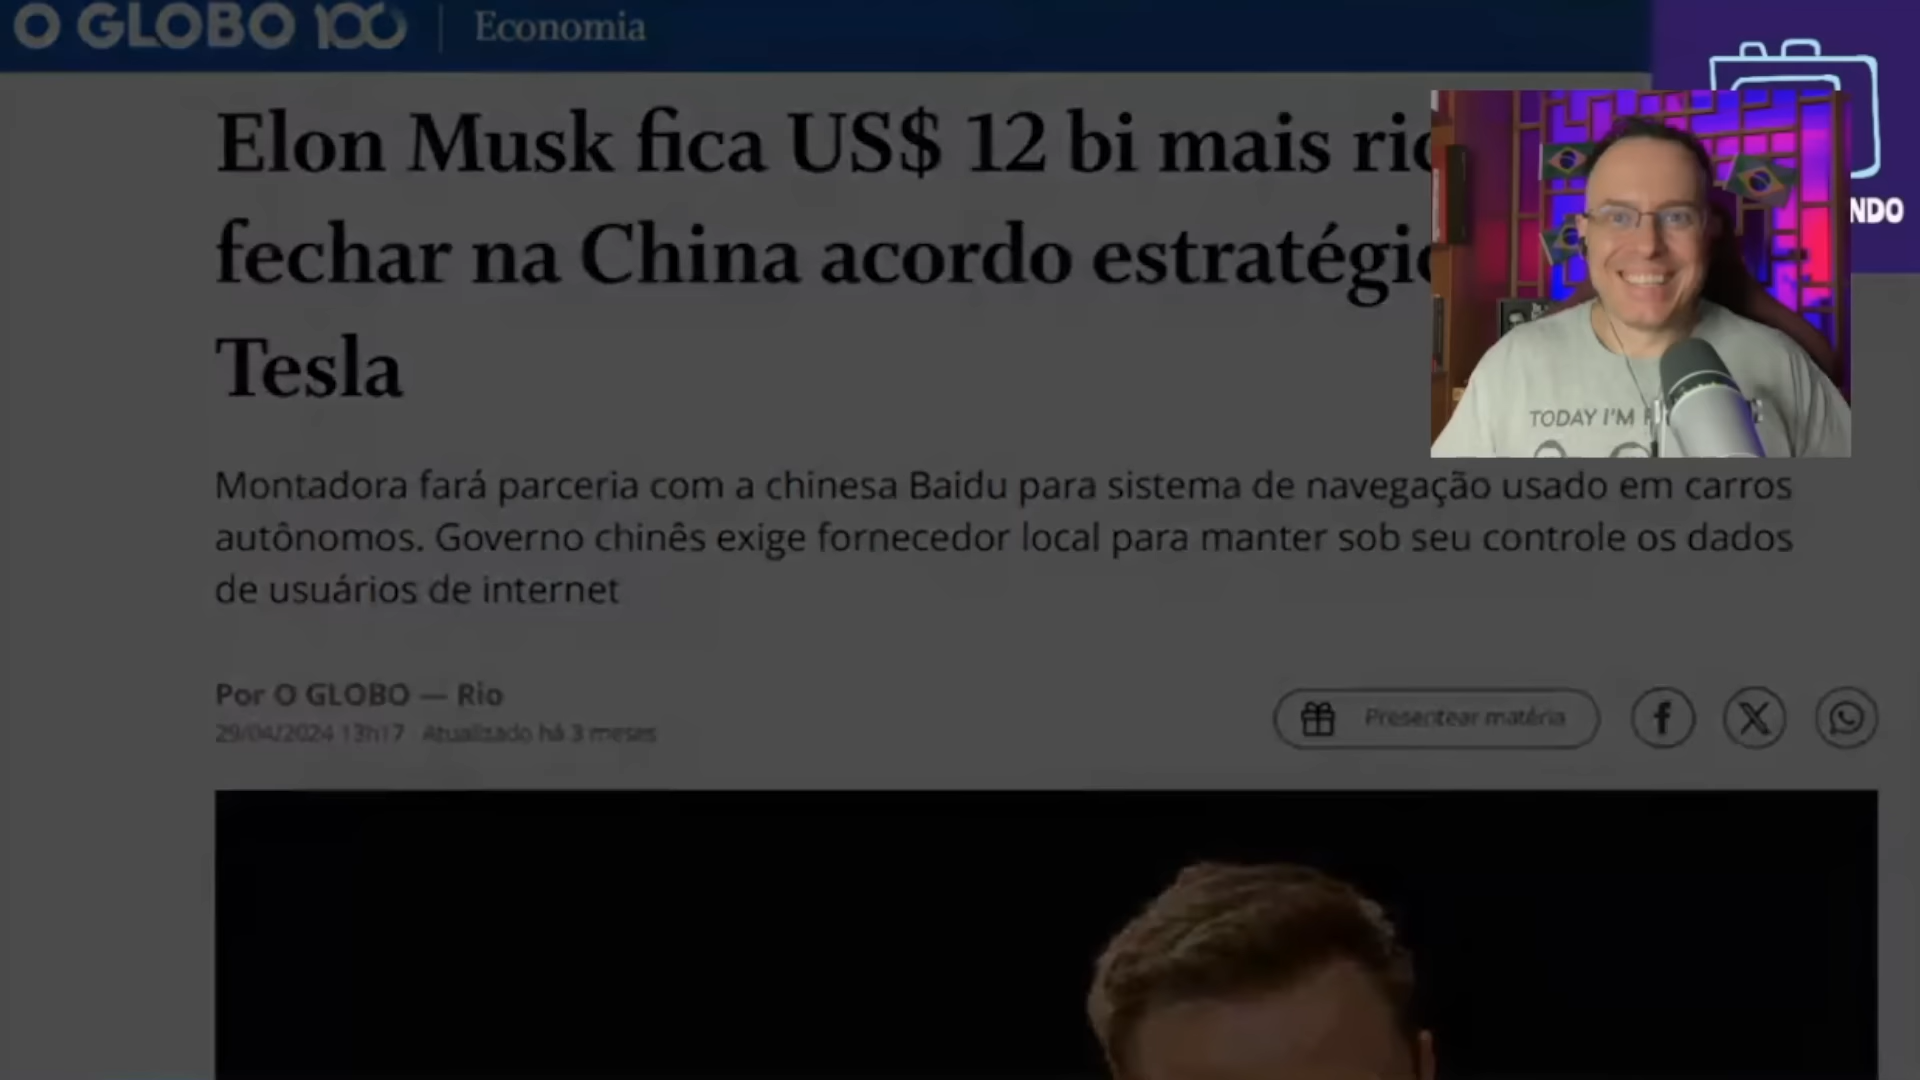 O GLOBO 100 Economia
Elon Musk fica US$ 12 bi mais
fechar na China acordo
Tesla
NDO
TODAY I'M
Montadora fará parceria com a chinesa Baidu para sistema de navegação usado em carros
autônomos. Governo chinês exige fornecedor local para manter sob seu controle os dados
de usuários de internet
Por O GLOBO — Rio
29/04/2024 13h17 Atualizado há 3 meses
Presentear matéria